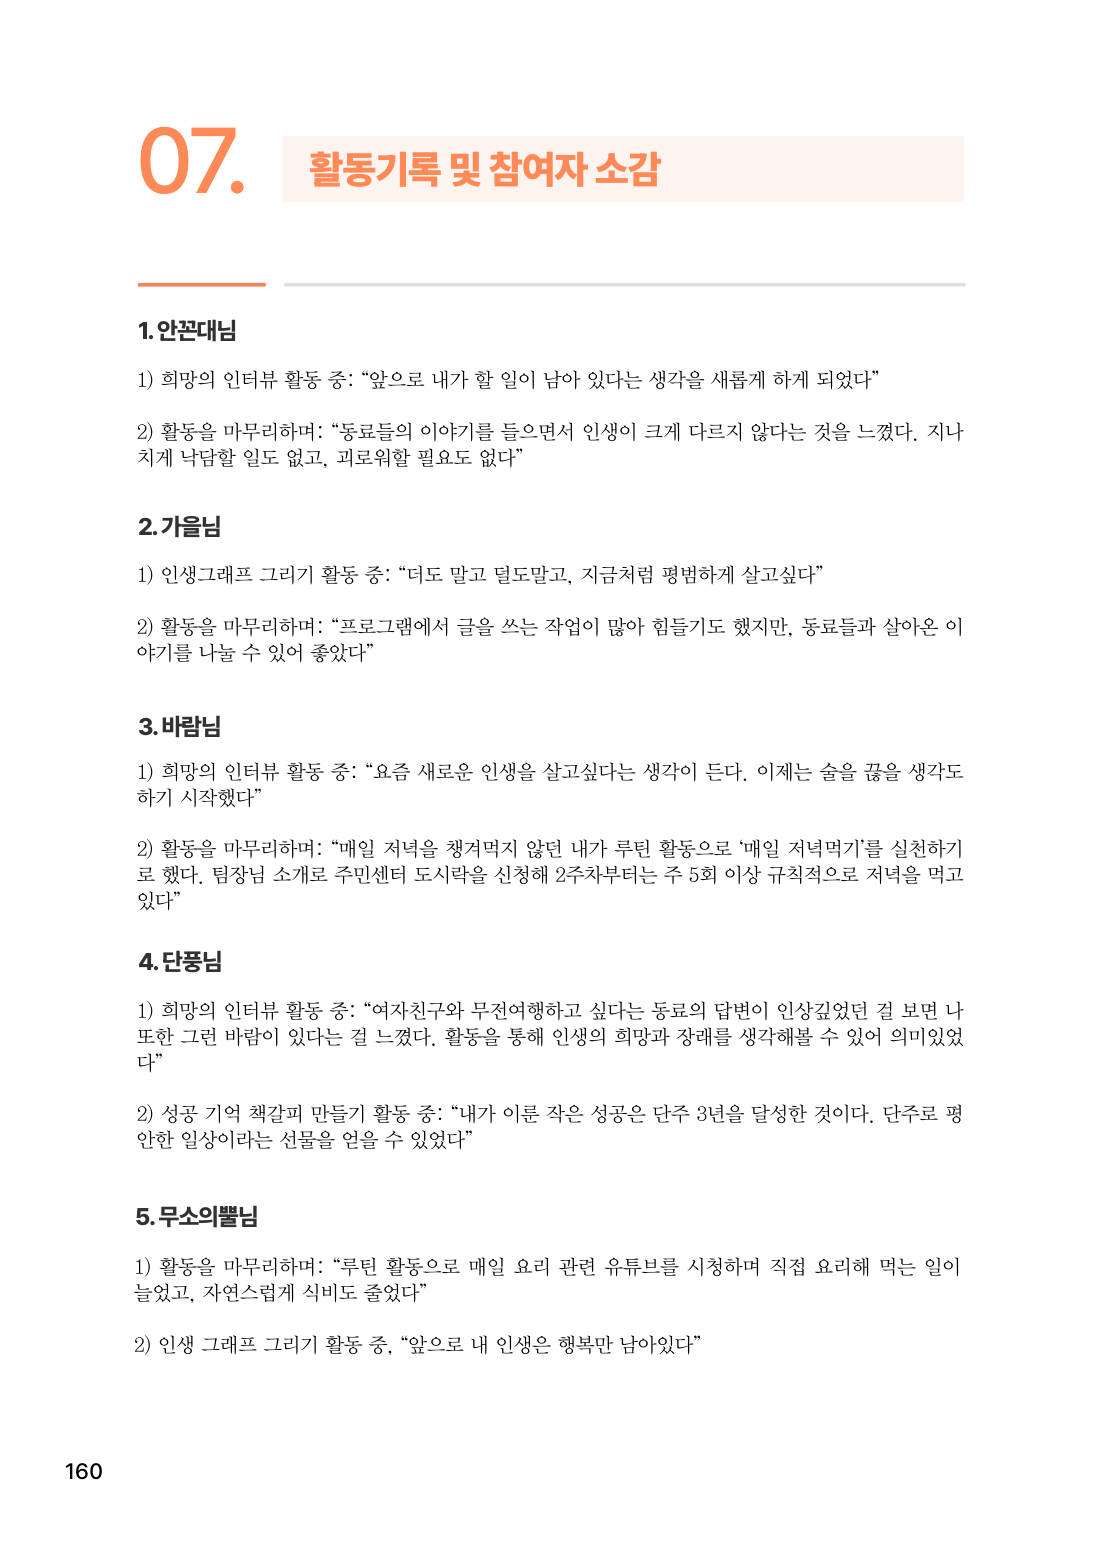 07.
활동기록 및 참여자 소감
1. 안꼰대님
1) 희망의 인터뷰 활동 중: “앞으로 내가 할 일이 남아 있다는 생각을 새롭게 하게 되었다”
2) 활동을 마무리하며: “동료들의 이야기를 들으면서 인생이 크게 다르지 않다는 것을 느꼈다. 지나
치게 낙담할 일도 없고, 괴로워할 필요도 없다”
2. 가을님
1) 인생그래프 그리기 활동 중: “더도 말고 덜도말고, 지금처럼 평범하게 살고싶다”
2) 활동을 마무리하며: “프로그램에서 글을 쓰는 작업이 많아 힘들기도 했지만, 동료들과 살아온 이
야기를 나눌 수 있어 좋았다”
3. 바람님
1) 희망의 인터뷰 활동 중: “요즘 새로운 인생을 살고싶다는 생각이 든다. 이제는 술을 끊을 생각도
하기 시작했다”
2) 활동을 마무리하며: “매일 저녁을 챙겨먹지 않던 내가 루틴 활동으로 ‘매일 저녁먹기’를 실천하기
로 했다. 팀장님 소개로 주민센터 도시락을 신청해 2주차부터는 주 5회 이상 규칙적으로 저녁을 먹고
있다”
4. 단풍님
1) 희망의 인터뷰 활동 중: “여자친구와 무전여행하고 싶다는 동료의 답변이 인상깊었던 걸 보면 나
또한 그런 바람이 있다는 걸 느꼈다. 활동을 통해 인생의 희망과 장래를 생각해볼 수 있어 의미있었
다”
2) 성공 기억 책갈피 만들기 활동 중: “내가 이룬 작은 성공은 단주 3년을 달성한 것이다. 단주로 평
안한 일상이라는 선물을 얻을 수 있었다”
5. 무소의뿔님
1) 활동을 마무리하며: “루틴 활동으로 매일 요리 관련 유튜브를 시청하며 직접 요리해 먹는 일이
늘었고, 자연스럽게 식비도 줄었다”
2) 인생 그래프 그리기 활동 중, “앞으로 내 인생은 행복만 남아있다”
160